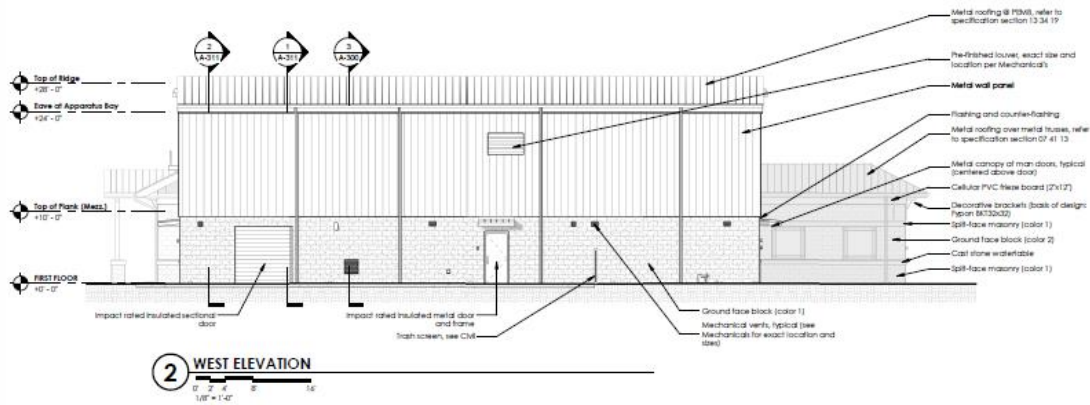 Metal roofing @ PEMB, refer to
specification section 13 34 19
2
A-311
1
A-311
3
A-300
Pre-finished louver, exact size and
location per Mechanical's
Top of Ridge
+28' - 0"
Metal wall panel
Eave at Apparatus Bay
+24' - 0"
Flashing and counter-flashing
Metal roofing over metal trusses, refer
to specification section 07 41 13
Metal canopy at man doors, typical
(centered above door)
Cellular PVC frieze board (2"x12")
Top of Plank (Mezz.)
+10' - 0"
Decorative brackets (basis of design:
Fypon BKT32x32)
Split-face masonry (color 1)
Ground face block (color 2)
Cast stone watertable
Split-face masonry (color 1)
FIRST FLOOR
+0' - 0"
Impact rated insulated sectional
door
Impact rated insulated metal door
and frame
Trash screen, see Civil
Ground face block (color 1)
Mechanical vents, typical (see
Mechanicals for exact location and
sizes)
2
WEST ELEVATION
0' 2' 4' 8' 16'
1/8" = 1'-0"